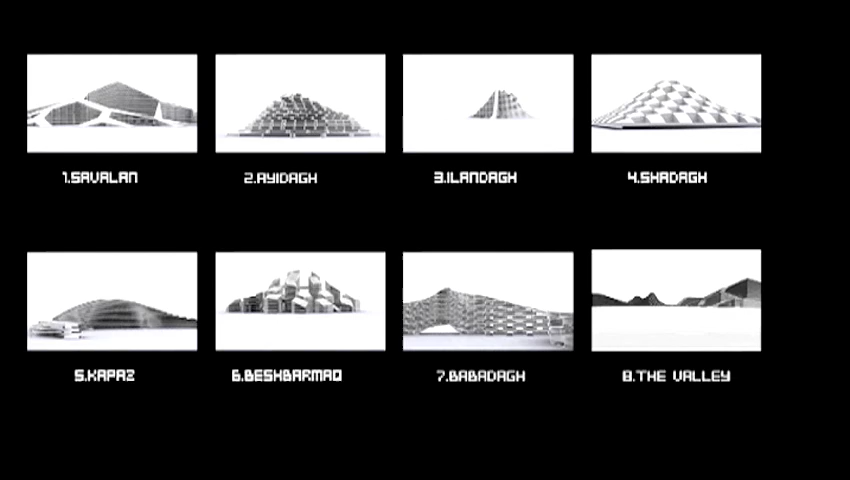 1.SAVALAN
2.AYIDAGH
3.ILANDAGH
4.SHADAGH
5.KAPAZ
6.BESHBARMAQ
7.BABADAGH
8.THE VALLEY